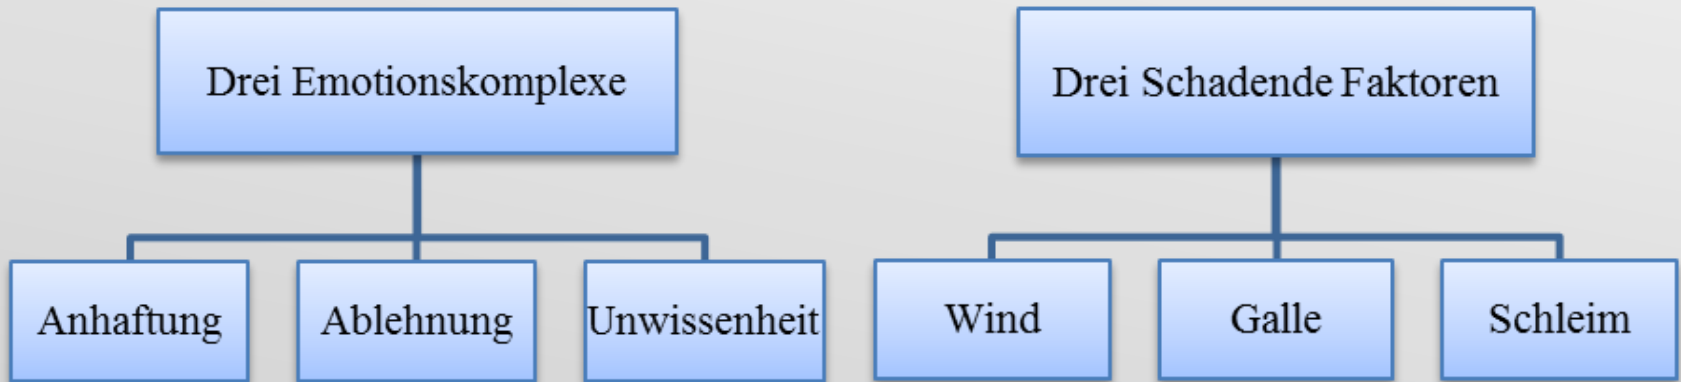 Drei Emotionskomplexe
Drei Schadende Faktoren
Anhaftung
Ablehnung
Unwissenheit
Wind
Galle
Schleim